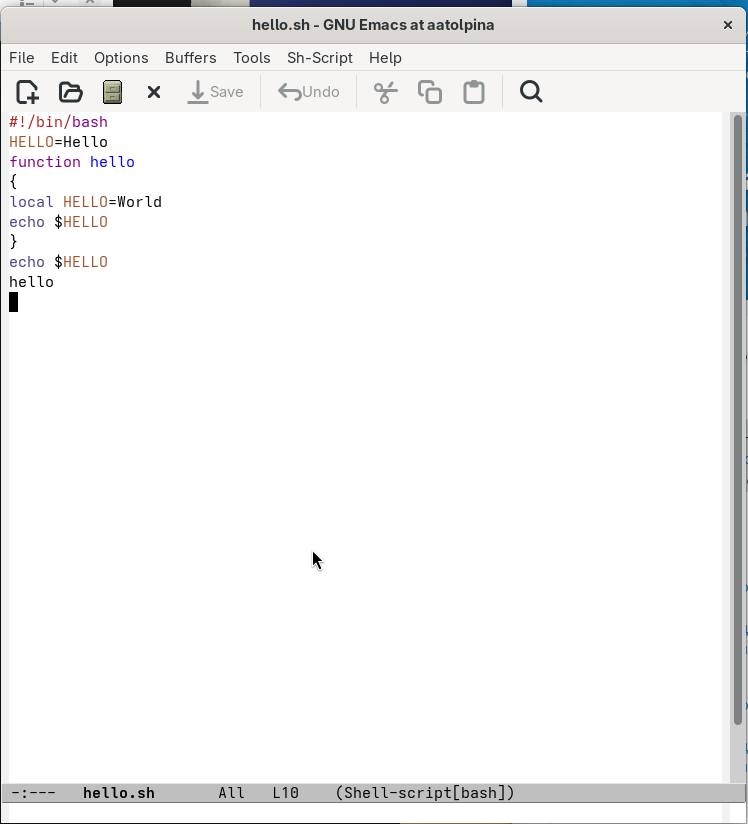 hello.sh - GNU Emacs at aatolpina
File Edit Options Buffers Tools Sh-Script Help
Save Undo
#!/bin/bash
HELLO=Hello
function hello
{
local HELLO=World
echo $HELLO
}
echo $HELLO
hello
-:--- hello.sh All L10 (Shell-script[bash])